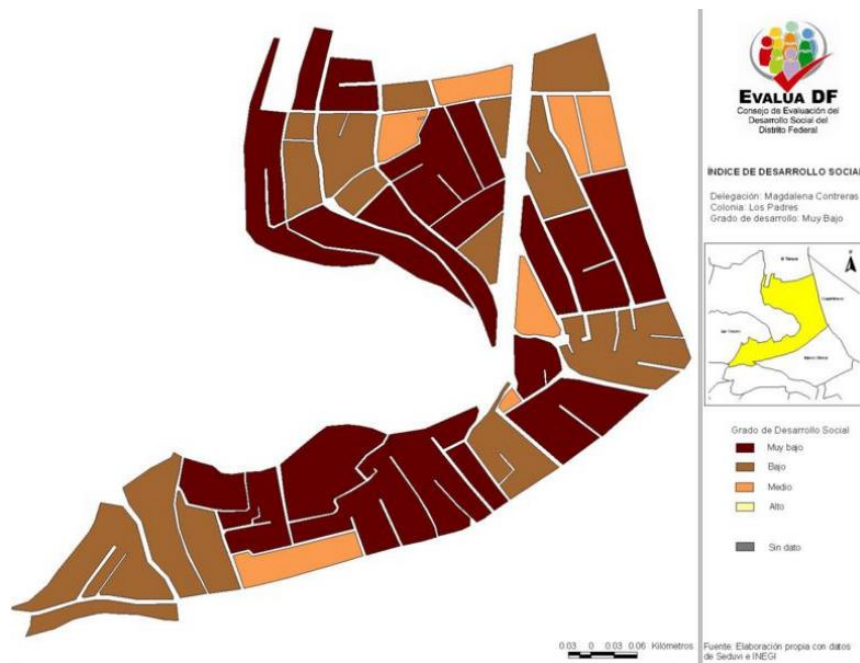 EVALUA DF
Consejo de Evaluación del
Desarrollo Social del
Distrito Federal
ÍNDICE DE DESARROLLO SOCIAL
Delegación: Magdalena Contreras
Colonia: Los Padres
Grado de desarrollo: Muy Bajo
Grado de Desarrollo Social
Muy bajo
Bajo
Medio
Alto
Sin dato
0.03 0 0.03 0.06 Kilómetros
Fuente: Elaboración propia con datos
de Seduvi e INEGI